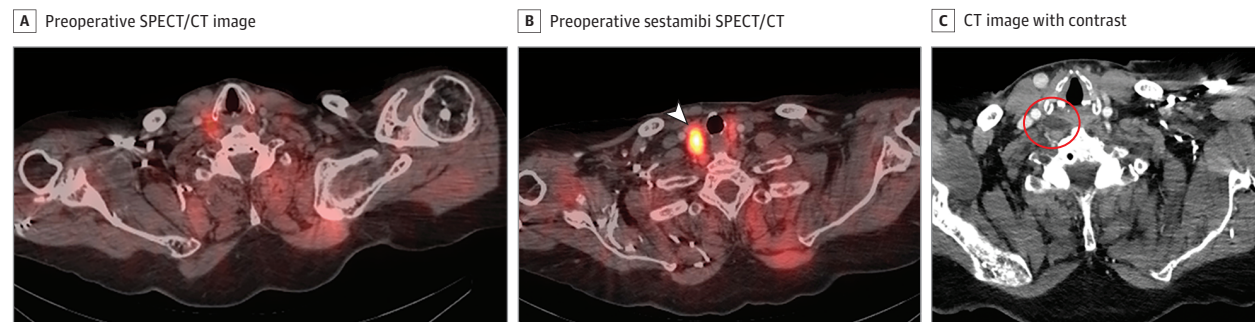 A Preoperative SPECT/CT image
B Preoperative sestamibi SPECT/CT
C CT image with contrast